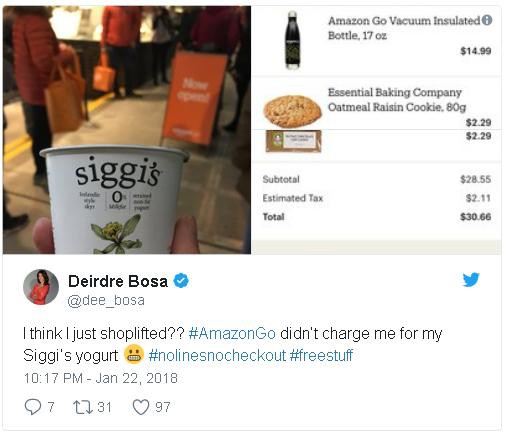 Now
open!
siggi's
0%
Amazon Go Vacuum Insulated
Bottle, 17 oz
$14.99
Essential Baking Company
Oatmeal Raisin Cookie, 80g
$2.29
$2.29
Subtotal
$28.55
Estimated Tax
$2.11
Total
$30.66
Deirdre Bosa
@dee_bosa
I think I just shoplifted?? #AmazonGo didn't charge me for my
Siggi's yogurt 😬 #nolinesnocheckout #freestuff
10:17 PM - Jan 22, 2018
7 31 97